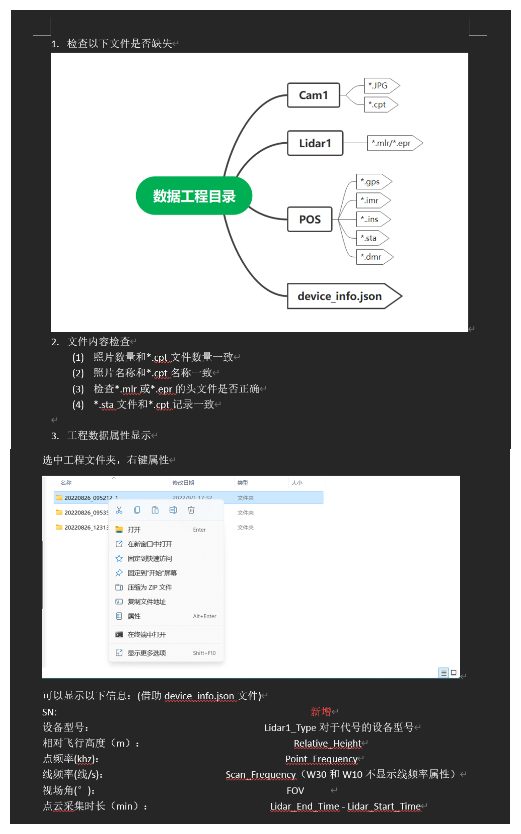 1. 检查以下文件是否缺失
数据工程目录
Cam1
*.JPG
*.cpt
Lidar1
*.mlr/*.epr
POS
*.gps
*.imr
*.ins
*.sta
*.dmr
device_info.json
2. 文件内容检查
(1) 照片数量和*.cpt 文件数量一致
(2) 照片名称和*.cpt 名称一致
(3) 检查*.mlr 或*.epr 的头文件是否正确
(4) *.sta 文件和*.cpt 记录一致
3. 工程数据属性显示
选中工程文件夹，右键属性
名称 修改日期 类型 大小
20220826_095212_1 文件夹
20220826_0953 文件夹
20220826_1231 文件夹
打开 Enter
在新窗口中打开
固定到快速访问
固定到"开始"屏幕
压缩为 ZIP 文件
复制文件地址
属性 Alt+Enter
在终端中打开
显示更多选项 Shift+F10
可以显示以下信息：(借助 device_info.json 文件)
SN: 新增
设备型号： Lidar1_Type 对于代号的设备型号
相对飞行高度（m）： Relative_Height
点频率(khz): Point_Frequency
线频率(线/s): Scan_Frequency（W30 和 W10 不显示线频率属性）
视场角(°）: FOV
点云采集时长（min）： Lidar_End_Time - Lidar_Start_Time